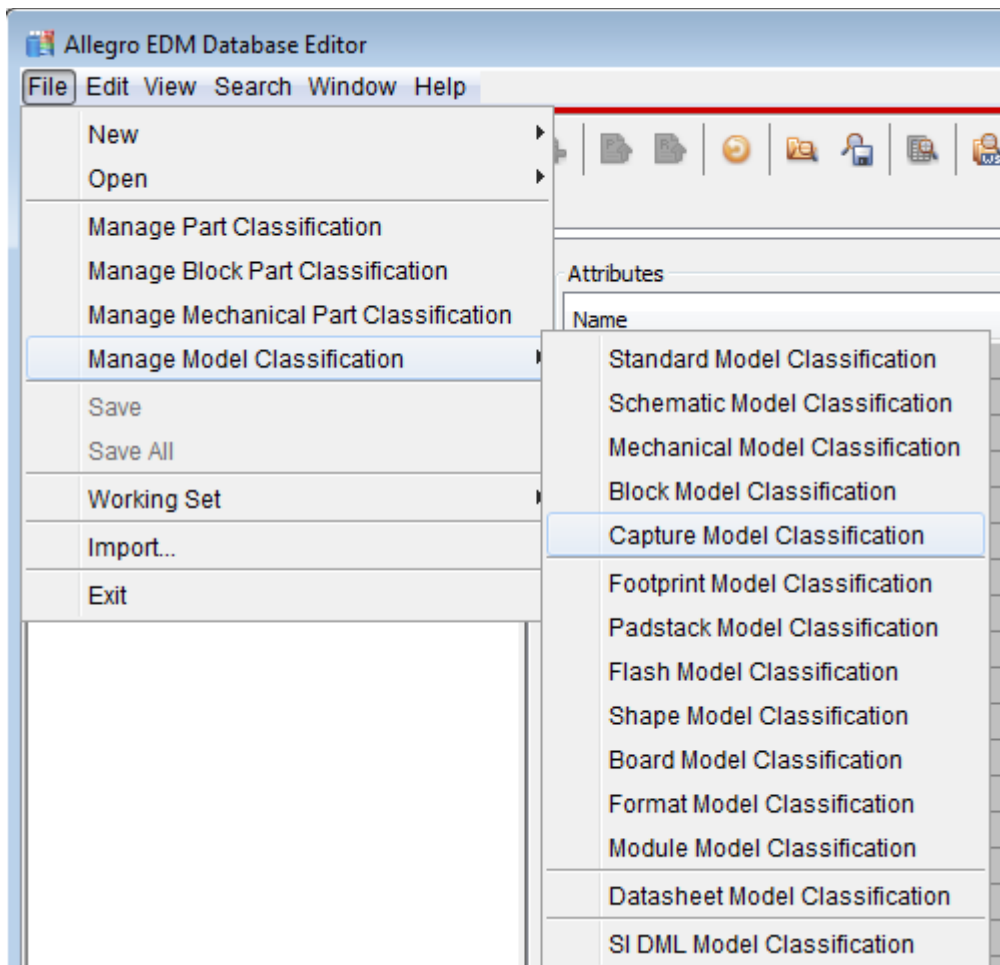 Allegro EDM Database Editor
File Edit View Search Window Help
New
Open
Manage Part Classification
Manage Block Part Classification
Manage Mechanical Part Classification
Manage Model Classification
Save
Save All
Working Set
Import...
Exit
Attributes
Name
Standard Model Classification
Schematic Model Classification
Mechanical Model Classification
Block Model Classification
Capture Model Classification
Footprint Model Classification
Padstack Model Classification
Flash Model Classification
Shape Model Classification
Board Model Classification
Format Model Classification
Module Model Classification
Datasheet Model Classification
SI DML Model Classification